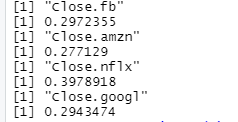 [1] "Close.fb"
[1] 0.2972355
[1] "Close.amzn"
[1] 0.277129
[1] "Close.nflx"
[1] 0.3978918
[1] "Close.googl"
[1] 0.2943474